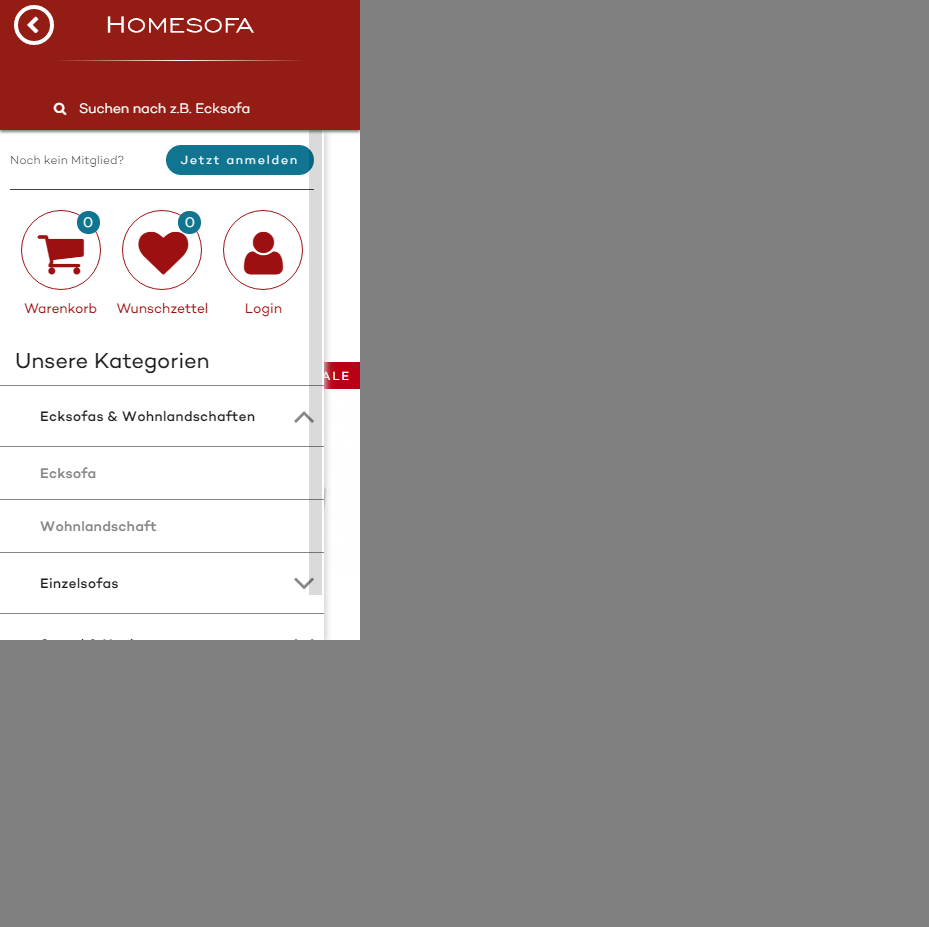 HOMESOFA
Suchen nach z.B. Ecksofa
Noch kein Mitglied?
Jetzt anmelden
0
0
Warenkorb
Wunschzettel
Login
Unsere Kategorien
ALE
Ecksofas & Wohnlandschaften
Ecksofa
Wohnlandschaft
Einzelsofas